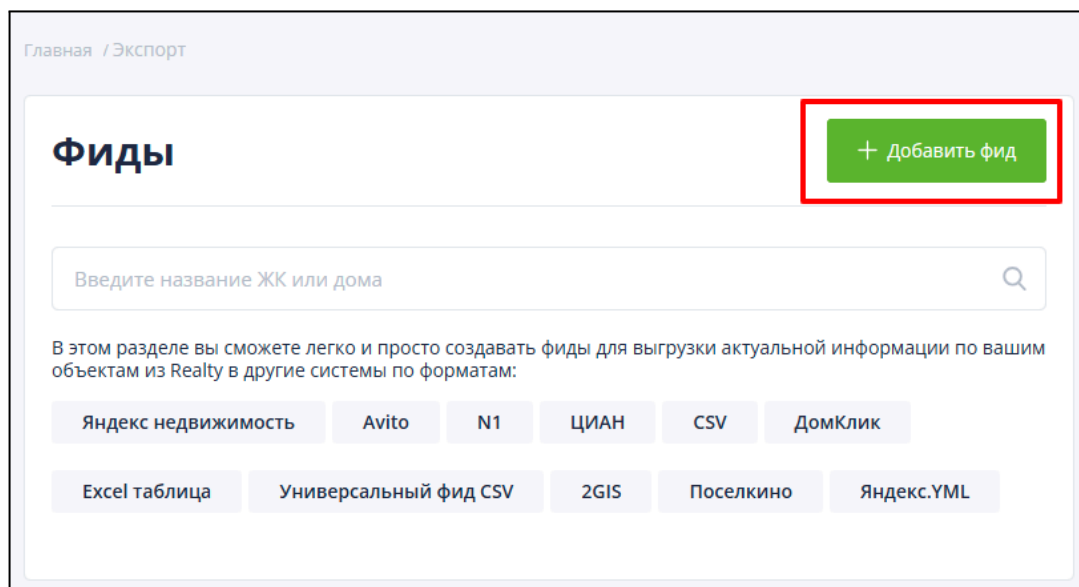 Главная / Экспорт
Фиды
+ Добавить фид
Введите название ЖК или дома
В этом разделе вы сможете легко и просто создавать фиды для выгрузки актуальной информации по вашим
объектам из Realty в другие системы по форматам:
Яндекс недвижимость Avito N1 ЦИАН CSV ДомКлик
Excel таблица Универсальный фид CSV 2GIS Поселкино Яндекс.YML